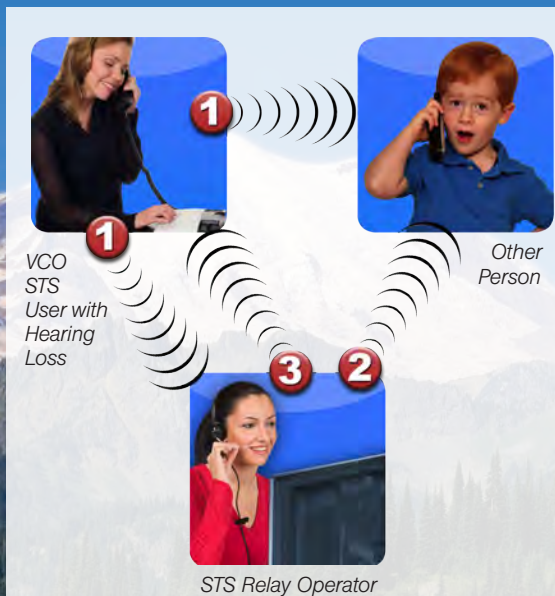 1
1
VCO
STS
User with
Hearing
Loss
Other
Person
3
2
STS Relay Operator